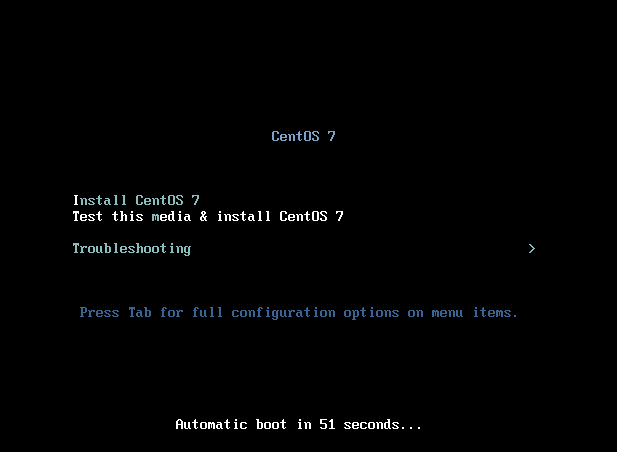 CentOS 7
Install CentOS 7
Test this media & install CentOS 7
Troubleshooting >
Press Tab for full configuration options on menu items.
Automatic boot in 51 seconds...